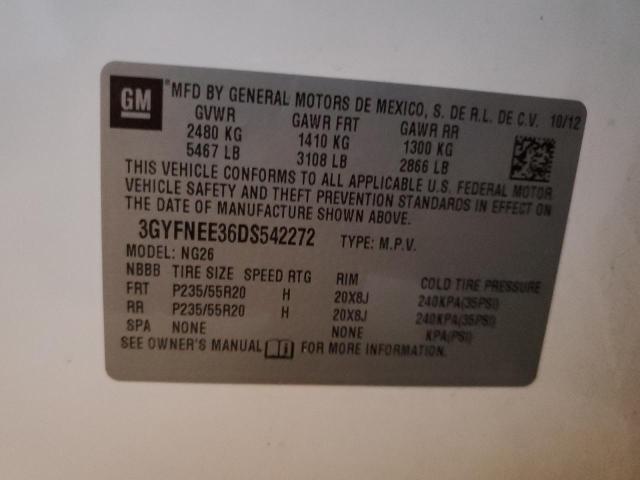 GM
®MFD BY GENERAL MOTORS DE MEXICO, S. DE R.L. DE C.V. 10/12
GVWR GAWR FRT GAWR RR
2480 KG 1410 KG 1300 KG
5467 LB 3108 LB 2866 LB
THIS VEHICLE CONFORMS TO ALL APPLICABLE U.S. FEDERAL MOTOR
VEHICLE SAFETY AND THEFT PREVENTION STANDARDS IN EFFECT ON
THE DATE OF MANUFACTURE SHOWN ABOVE.
3GYFNEE36DS542272 TYPE: M.P.V.
MODEL: NG26
NBBB TIRE SIZE SPEED RTG RIM COLD TIRE PRESSURE
FRT P235/55R20 H 20X8J 240KPA(35PSI)
RR P235/55R20 H 20X8J 240KPA(35PSI)
SPA NONE NONE KPA(PSI)
SEE OWNER'S MANUAL FOR MORE INFORMATION.